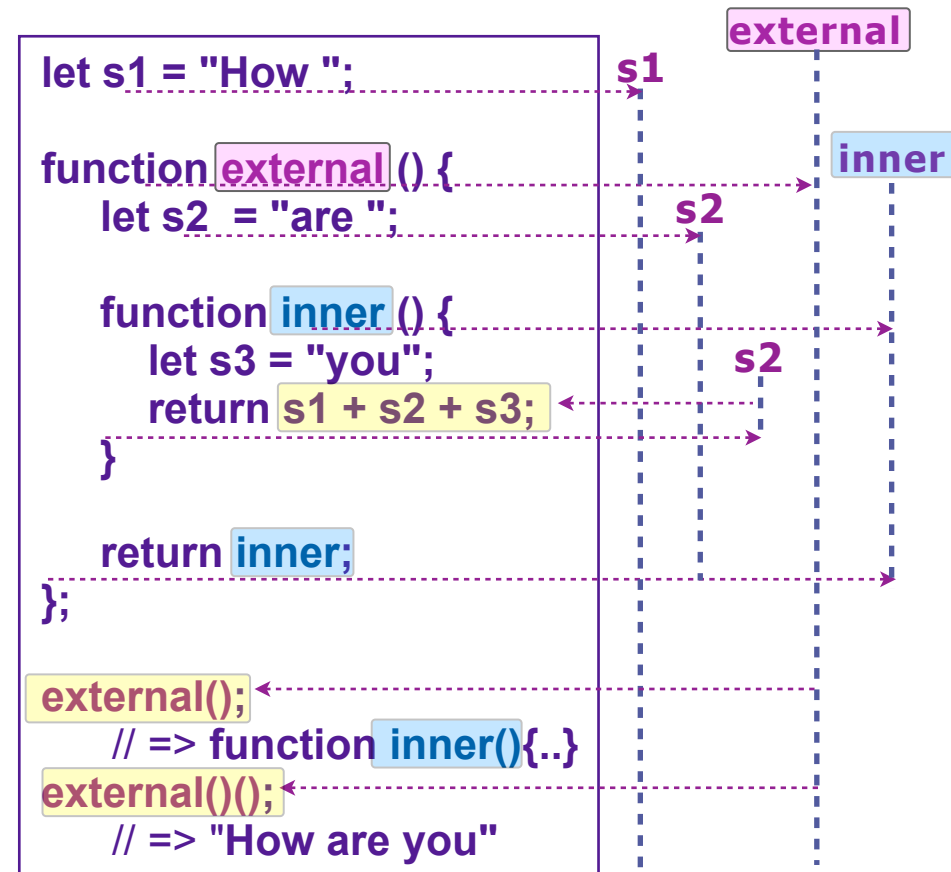 external
let s1 = "How "; s1
function external () { inner
let s2 = "are "; s2
function inner () {
let s3 = "you"; s2
return s1 + s2 + s3;
}
return inner;
};
external();
// => function inner(){..}
external()();
// => "How are you"